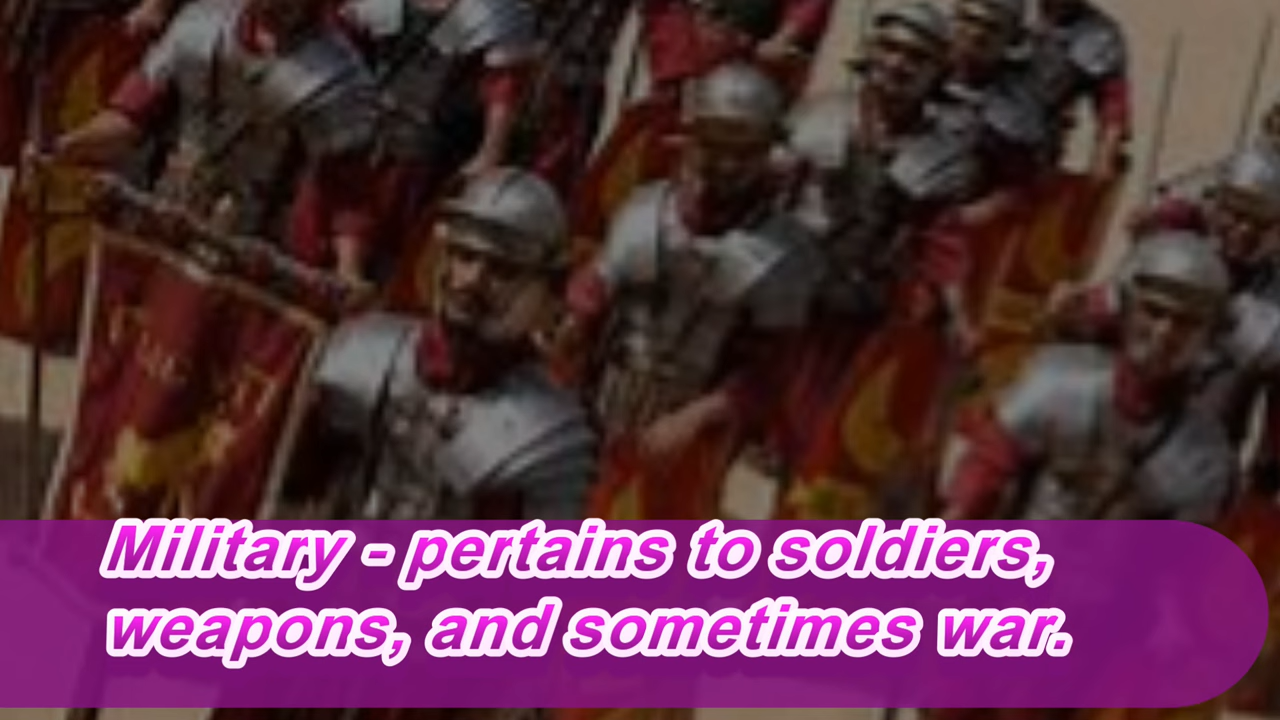 Military - pertains to soldiers,
weapons, and sometimes war.